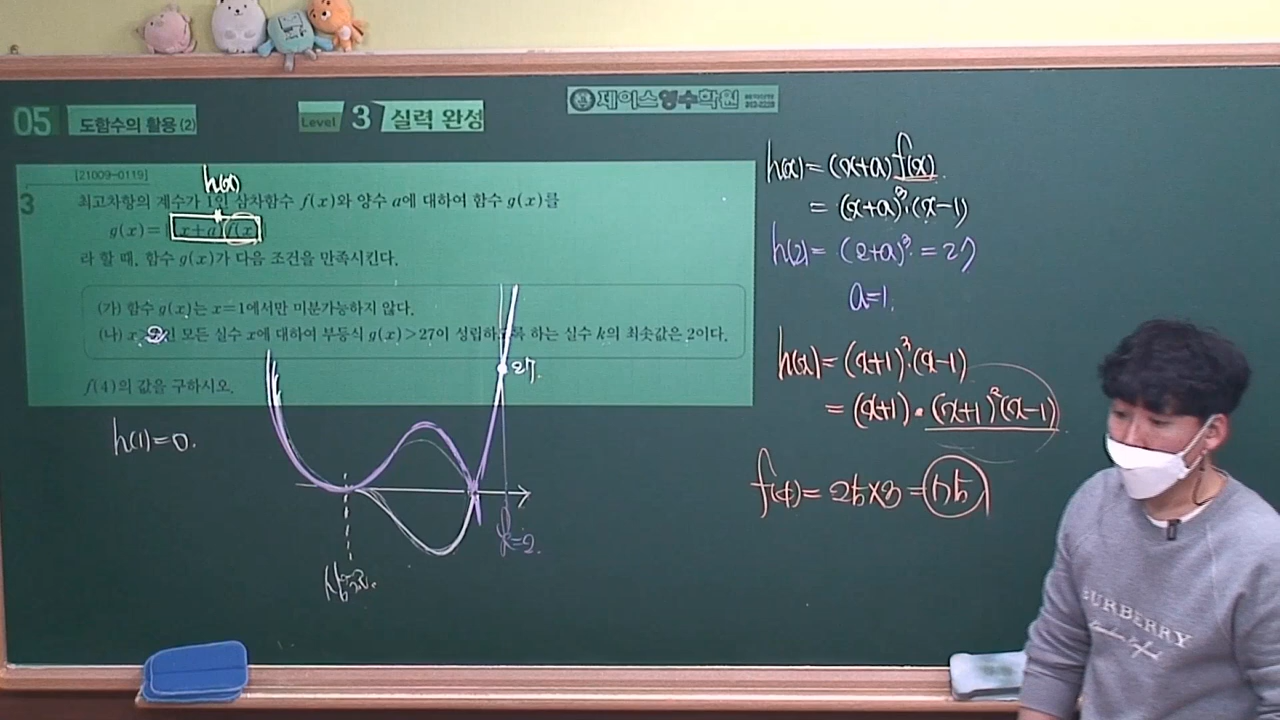 05 도함수의 활용 (2)
Level 3 실력 완성
제이스영수학원
[21009-0119]
3
h(x)
최고차항의 계수가 1인 삼차함수 f(x)와 양수 a에 대하여 함수 g(x)를
g(x)=|(x+a)f(x)|
라 할 때, 함수 g(x)가 다음 조건을 만족시킨다.
(가) 함수 g(x)는 x=1에서만 미분가능하지 않다.
(나) x>2인 모든 실수 x에 대하여 부등식 g(x)>27이 성립하도록 하는 실수 k의 최솟값은 2이다.
f(4)의 값을 구하시오.
h(1)=0.
27.
k=2.
h(x)= (x+a) f(x).
= (x+a)³·(x-1)
h(2)= (2+a)³ = 27
a=1.
h(x)= (x+1)³·(x-1)
= (x+1)·(x+1)²(x-1)
f(4)= 25×3 = 75
BURBERRY